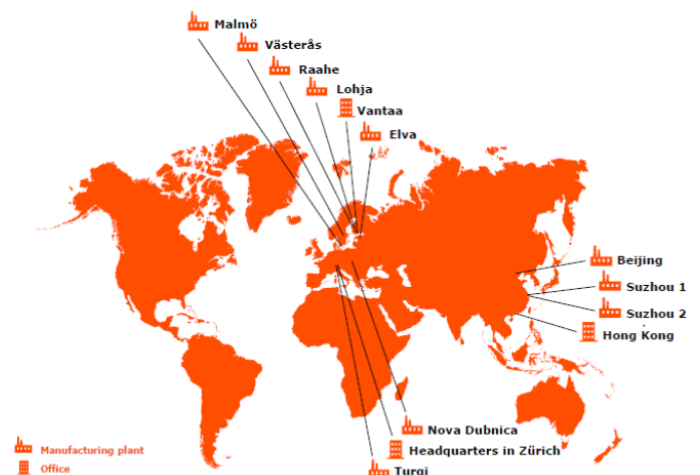 Malmö
Västerås
Raahe
Lohja
Vantaa
Elva
Beijing
Suzhou 1
Suzhou 2
Hong Kong
Nova Dubnica
Headquarters in Zürich
Turgi
Manufacturing plant
Office